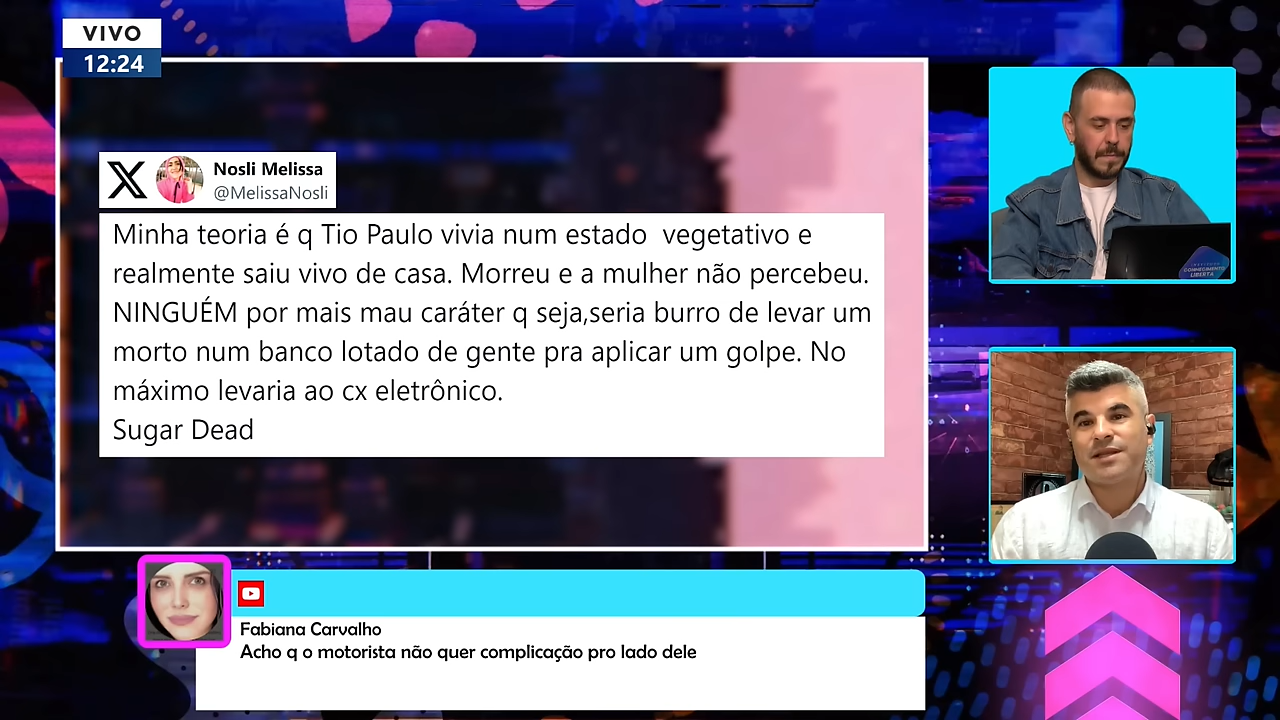 VIVO
12:24
Nosli Melissa
@MelissaNosli
Minha teoria é q Tio Paulo vivia num estado  vegetativo e
realmente saiu vivo de casa. Morreu e a mulher não percebeu.
NINGUÉM por mais mau caráter q seja,seria burro de levar um
morto num banco lotado de gente pra aplicar um golpe. No
máximo levaria ao cx eletrônico.
Sugar Dead
INSTITUTO
CONHECIMENTO
LIBERTA
Fabiana Carvalho
Acho q o motorista não quer complicação pro lado dele